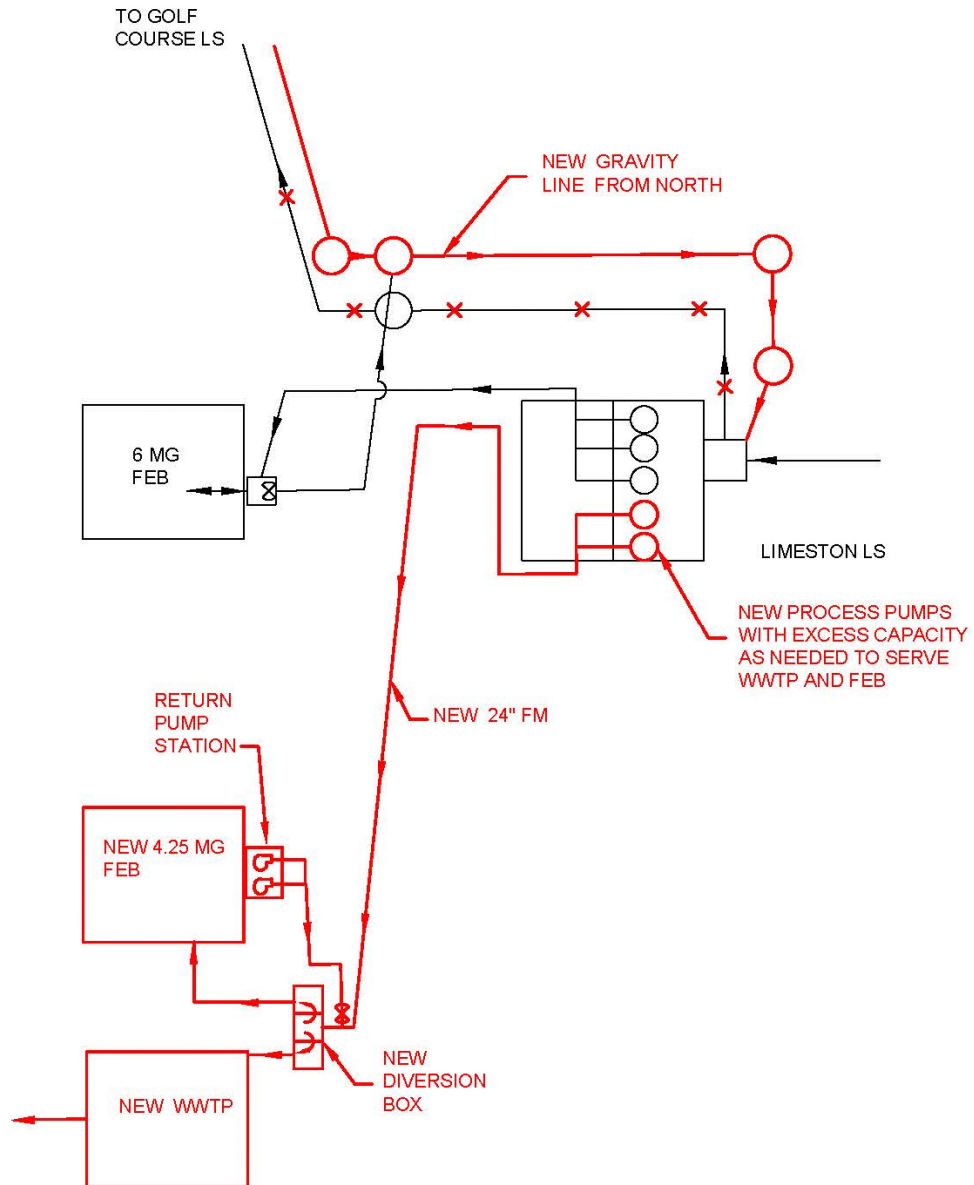 TO GOLF
COURSE LS
NEW GRAVITY
LINE FROM NORTH
6 MG
FEB
LIMESTON LS
NEW PROCESS PUMPS
WITH EXCESS CAPACITY
AS NEEDED TO SERVE
WWTP AND FEB
RETURN
PUMP
STATION
NEW 24" FM
NEW 4.25 MG
FEB
NEW
DIVERSION
BOX
NEW WWTP